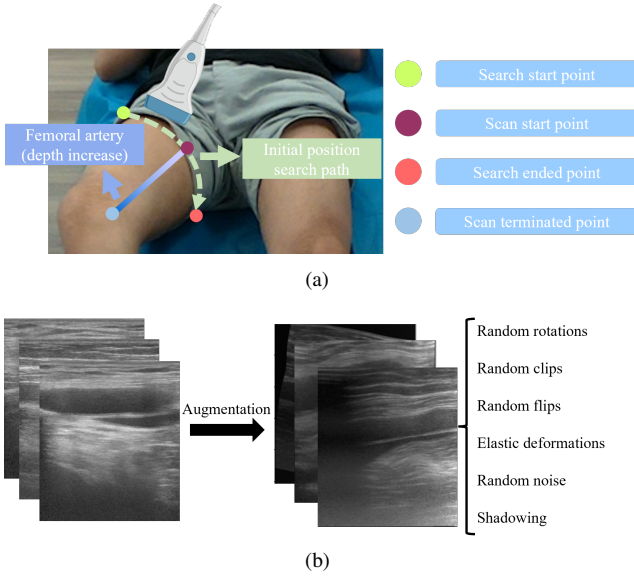 Femoral artery
(depth increase)
Initial position
search path
Search start point
Scan start point
Search ended point
Scan terminated point
(a)
Augmentation
Random rotations
Random clips
Random flips
Elastic deformations
Random noise
Shadowing
(b)